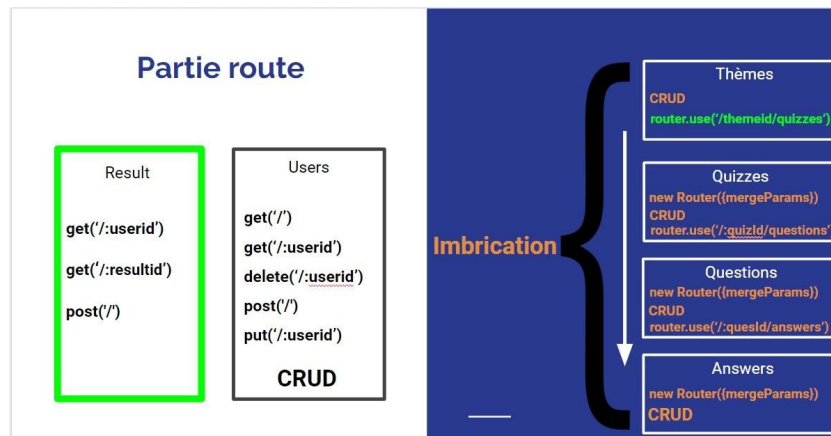 Partie route
Result
get(‘/:userid’)
get(‘/:resultid’)
post('/')
Users
get(‘/’)
get(‘/:userid’)
delete(‘/:userid’)
post('/')
put(‘/:userid’)
CRUD
Imbrication
Thèmes
CRUD
router.use(‘/themeid/quizzes’)
Quizzes
new Router({mergeParams})
CRUD
router.use(‘/:quizId/questions’
Questions
new Router({mergeParams})
CRUD
router.use(‘/:quesId/answers’)
Answers
new Router({mergeParams})
CRUD